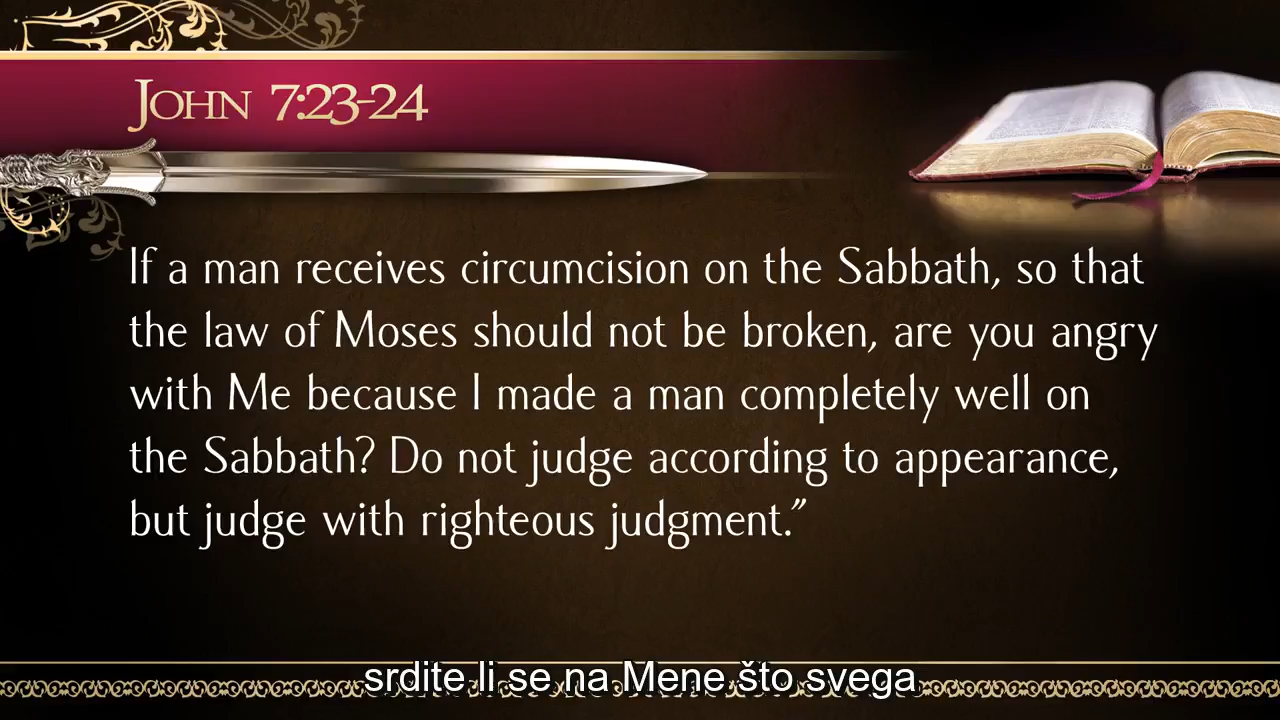 John 7:23-24
If a man receives circumcision on the Sabbath, so that
the law of Moses should not be broken, are you angry
with Me because I made a man completely well on
the Sabbath? Do not judge according to appearance,
but judge with righteous judgment.”
srdite li se na Mene što svega